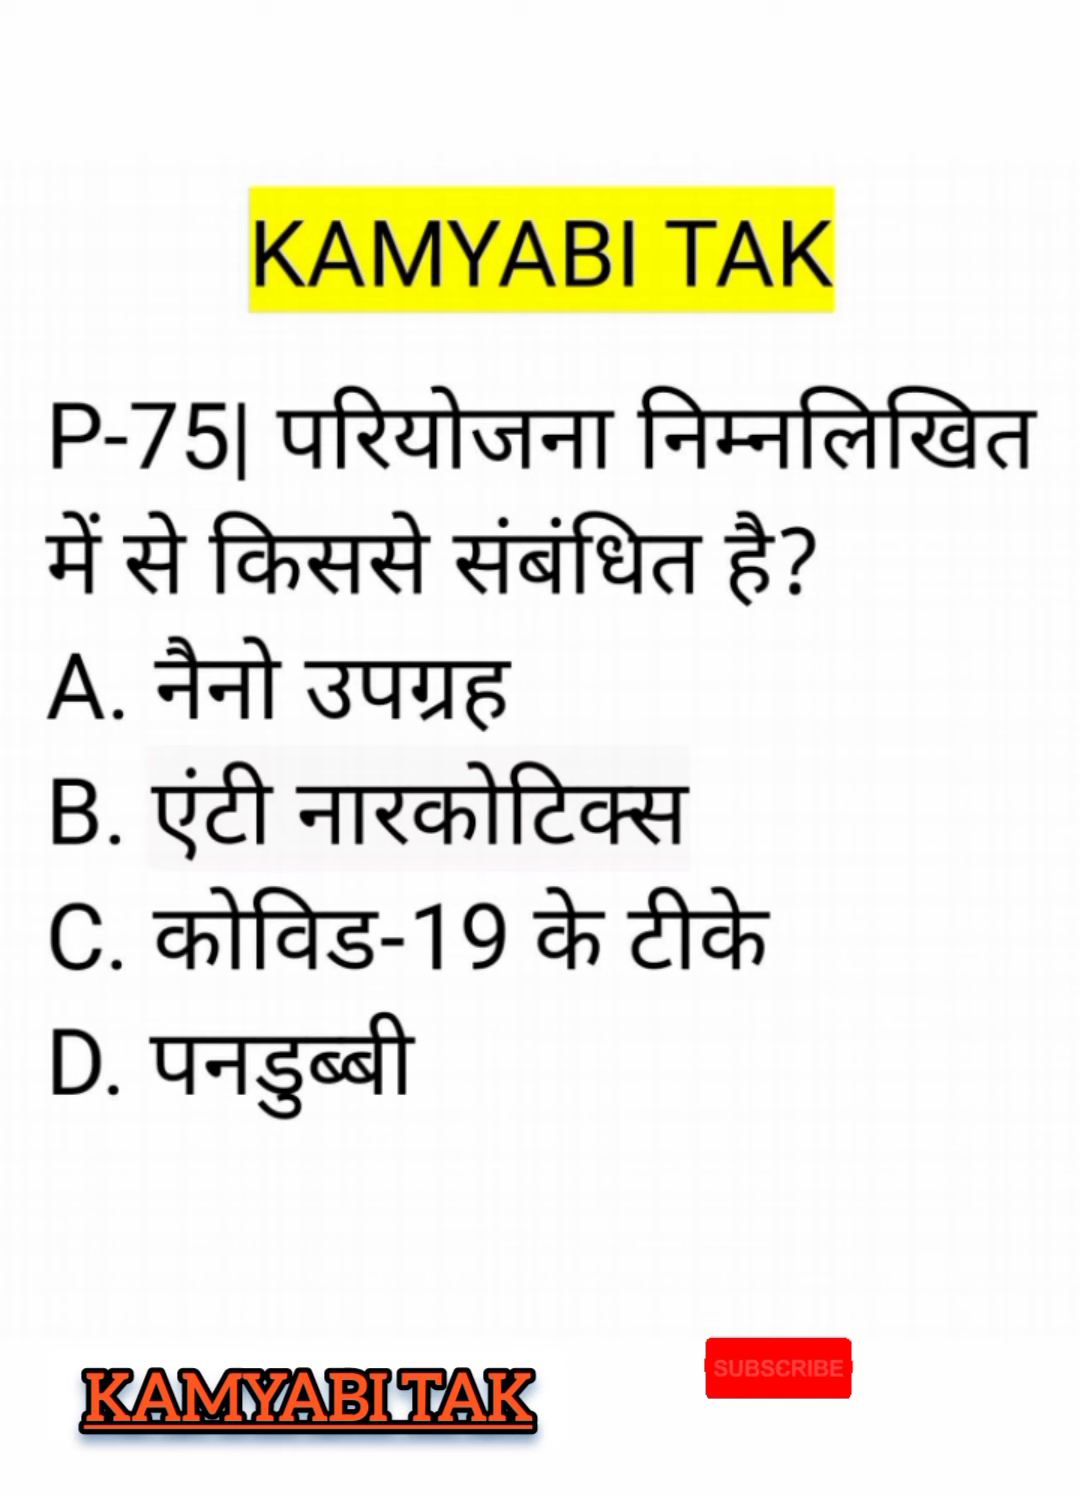 KAMYABI TAK
P-75| परियोजना निम्नलिखित
में से किससे संबंधित है?
A. नैनो उपग्रह
B. एंटी नारकोटिक्स
C. कोविड-19 के टीके
D. पनडुब्बी
SUBSCRIBE
KAMYABI TAK